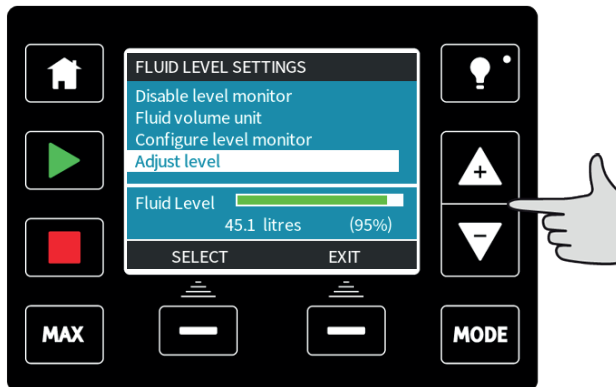 FLUID LEVEL SETTINGS
Disable level monitor
Fluid volume unit
Configure level monitor
Adjust level
Fluid Level
45.1 litres (95%)
SELECT EXIT
+
-
MAX
MODE